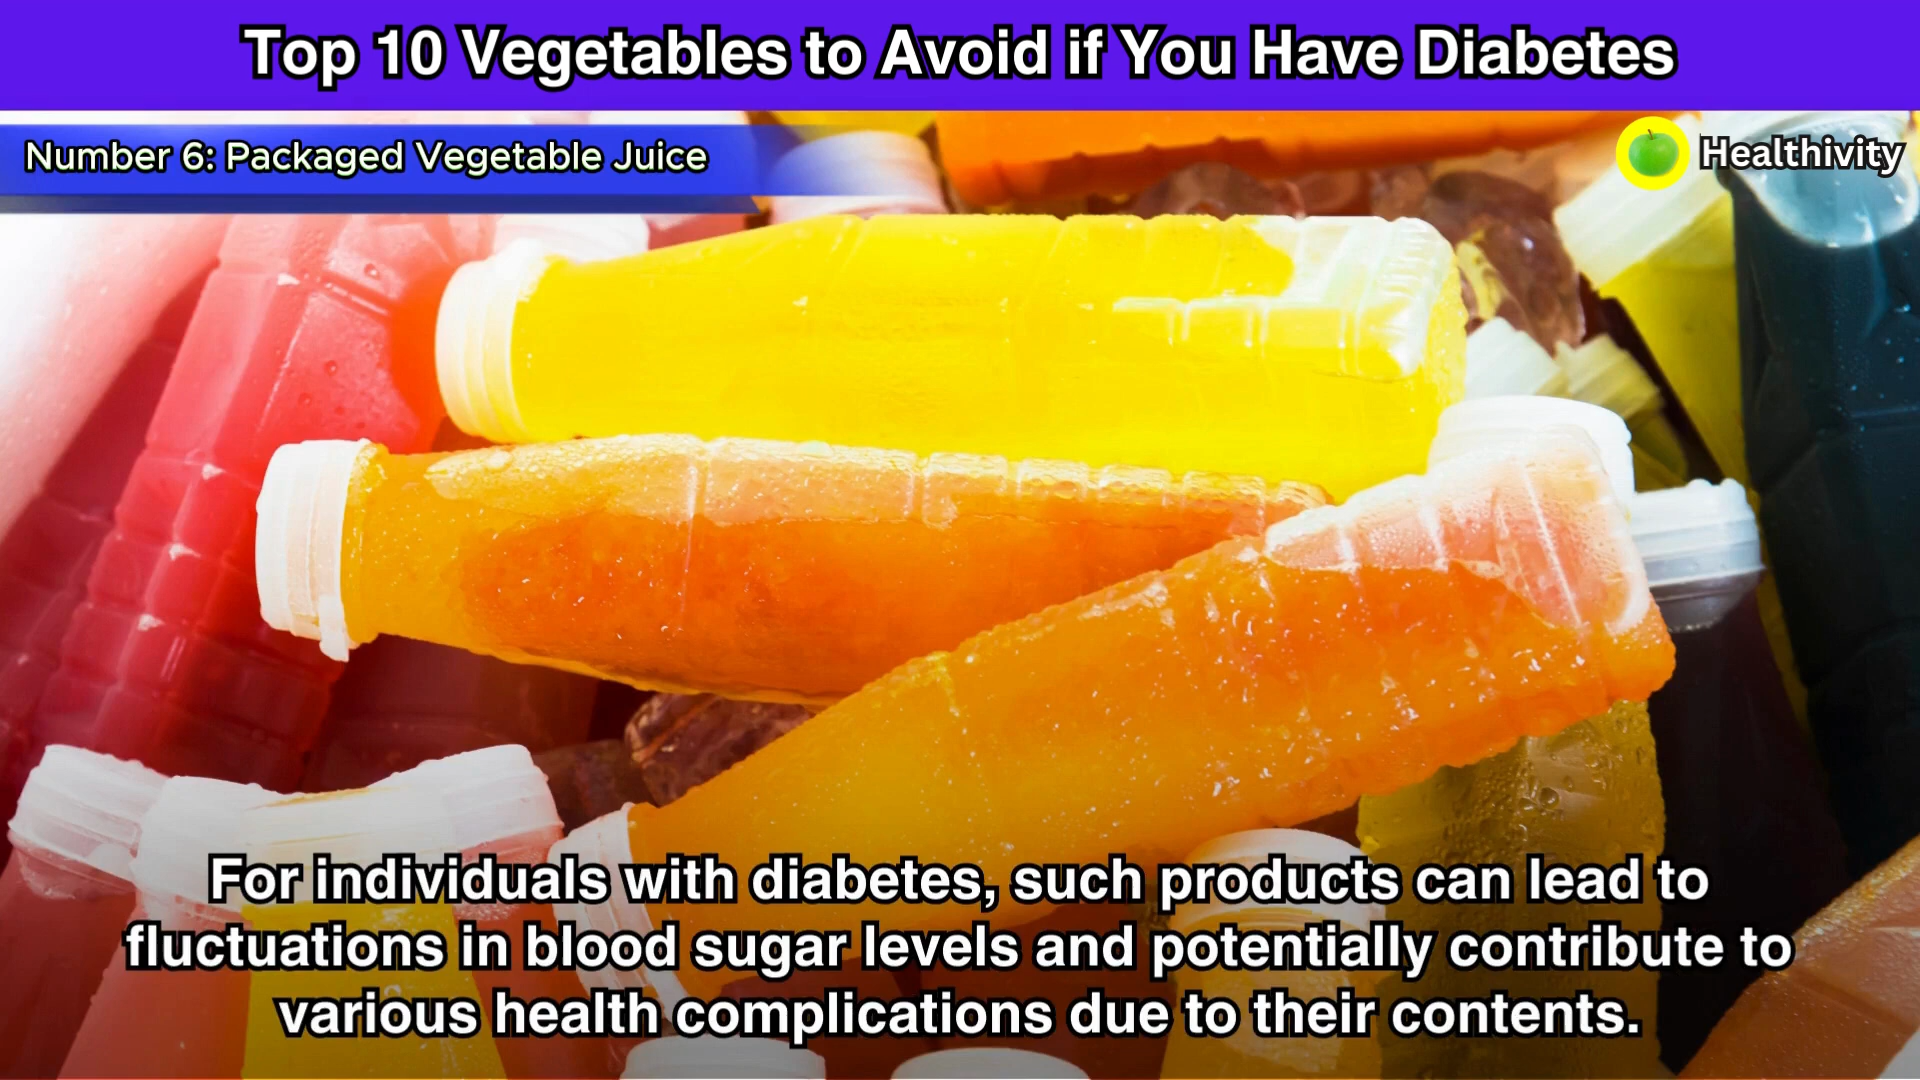 Top 10 Vegetables to Avoid if You Have Diabetes
Number 6: Packaged Vegetable Juice
Healthivity
For individuals with diabetes, such products can lead to
fluctuations in blood sugar levels and potentially contribute to
various health complications due to their contents.